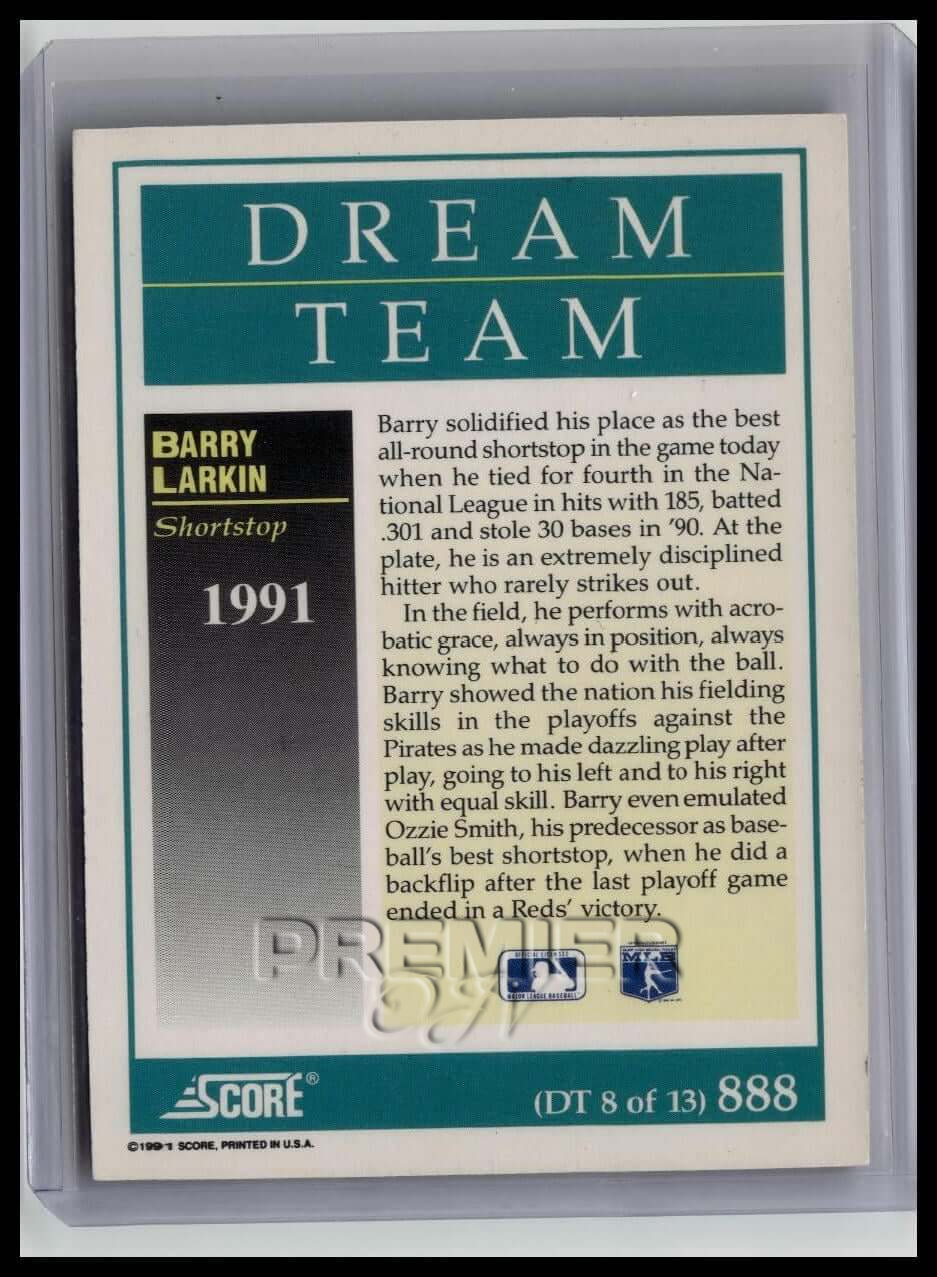 DREAM
TEAM
BARRY
LARKIN
Shortstop
1991
Barry solidified his place as the best
all-round shortstop in the game today
when he tied for fourth in the Na-
tional League in hits with 185, batted
.301 and stole 30 bases in '90. At the
plate, he is an extremely disciplined
hitter who rarely strikes out.
In the field, he performs with acro-
batic grace, always in position, always
knowing what to do with the ball.
Barry showed the nation his fielding
skills in the playoffs against the
Pirates as he made dazzling play after
play, going to his left and to his right
with equal skill. Barry even emulated
Ozzie Smith, his predecessor as base-
ball's best shortstop, when he did a
backflip after the last playoff game
ended in a Reds' victory.
PREMIER
OFFICIAL LICENSEE
MAJOR LEAGUE BASEBALL
MLB
SCORE®
(DT 8 of 13) 888
©1991 SCORE, PRINTED IN U.S.A.